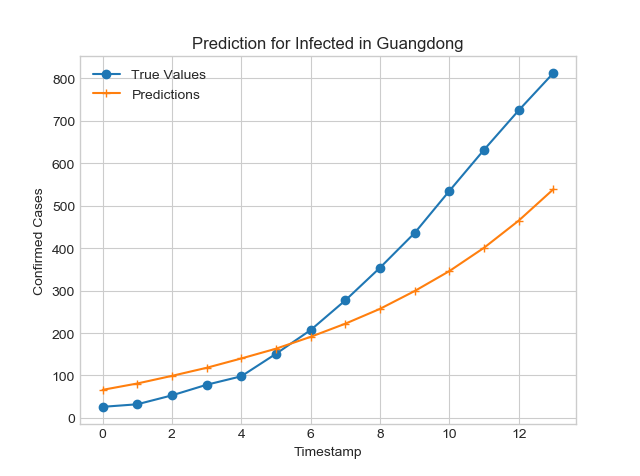 Prediction for Infected in Guangdong
True Values
Predictions
800
700
600
500
400
300
200
100
0
Confirmed Cases
0 2 4 6 8 10 12
Timestamp